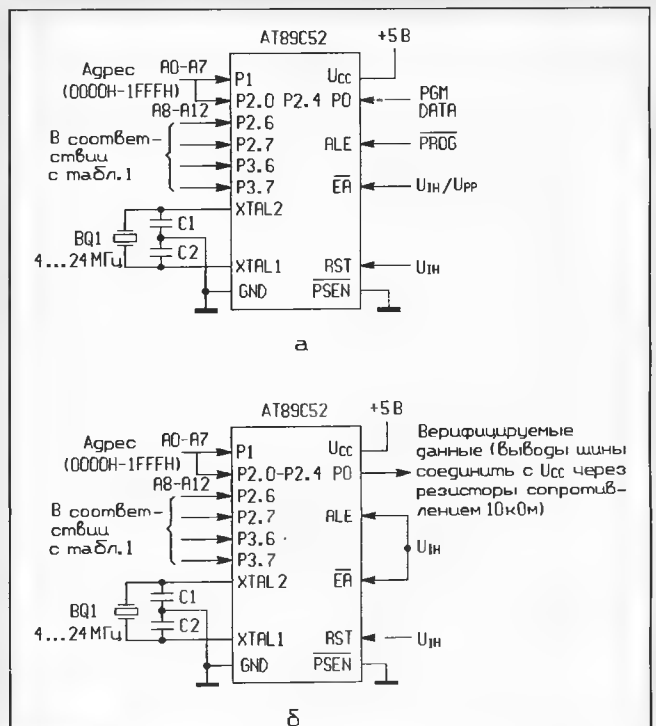 AT89C52
+5 В
Адрес
(0000H-1FFFH)
A0-A7
A8-A12
В соответ-
ствии
с табл.1
P1
P2.0 P2.4
P2.6
P2.7
P3.6
P3.7
XTAL2
XTAL1
GND
Ucc
P0
ALE
EA
RST
PSEN
PGM
DATA
PROG
UIH/UPP
UIH
BQ1
4...24 МГц
C1
C2
а
AT89C52
+5 В
Адрес
(0000H-1FFFH)
A0-A7
A8-A12
В соответ-
ствии
с табл.1
P1
P2.0-P2.4
P2.6
P2.7
P3.6
P3.7
XTAL2
XTAL1
GND
Ucc
P0
ALE
EA
RST
PSEN
Верифицируемые
данные (выводы шины
соединить с Ucc через
резисторы сопротив-
лением 10кОм)
UIH
UIH
BQ1
4...24 МГц
C1
C2
б